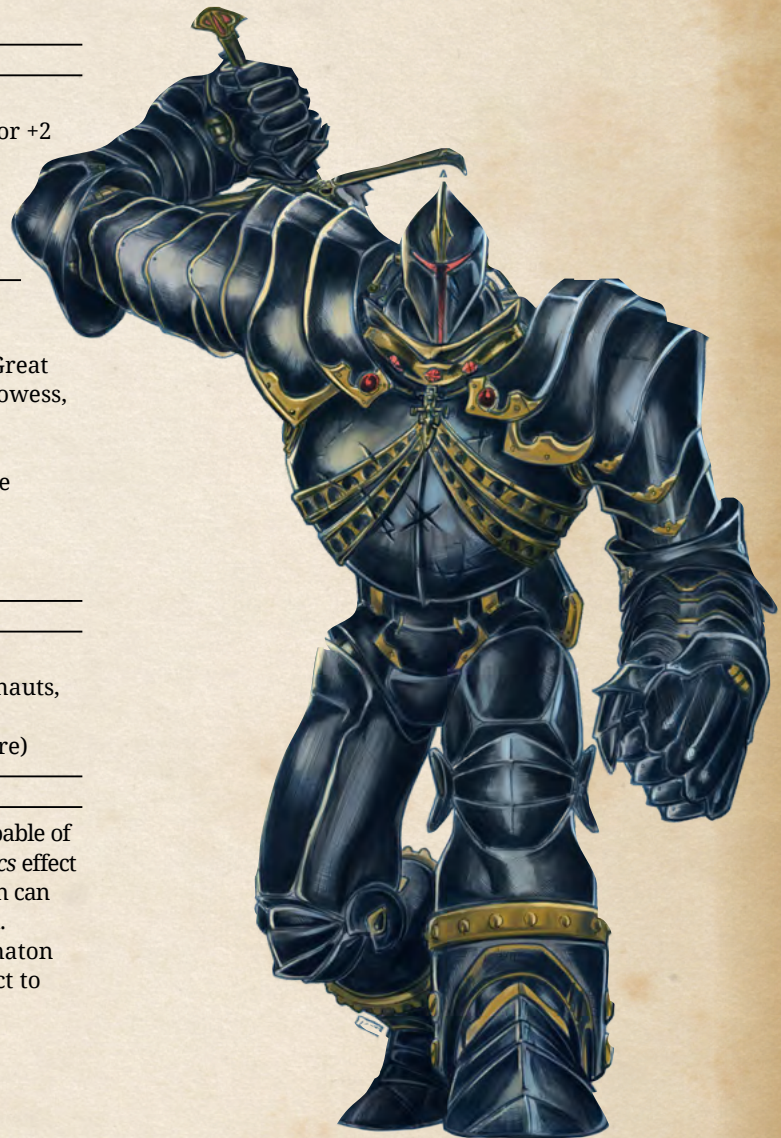 or +2
Great
owess,
e
nauts,
re)
pable of
cs effect
n can
.
naton
ct to